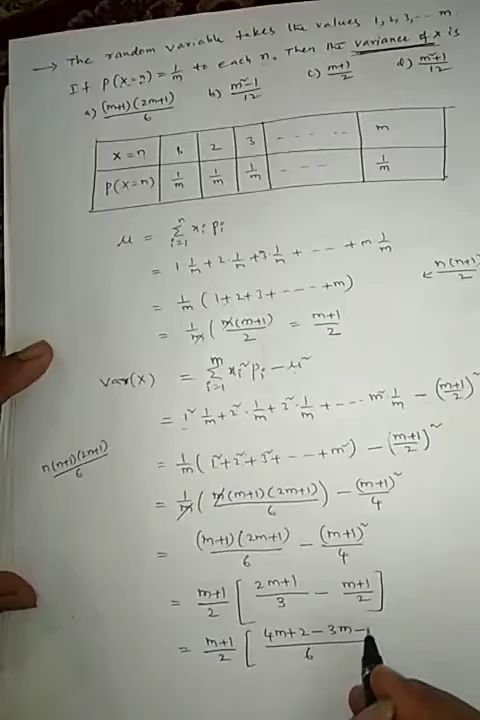 → The random variable takes the values 1, 2, 3, ... m.
If P(X=n) = 1/m to each n. Then the variance of x is
a) (m+1)(2m+1)/6 b) (m²-1)/12 c) (m+1)/2 d) (m²+1)/12
X=n 1 2 3 ------ m
P(X=n) 1/m 1/m 1/m --- 1/m
μ = Σ_{i=1}^{n} xi pi
= 1·1/m + 2·1/m + 3·1/m + --- + m·1/m
= 1/m (1+2+3+----+m) ← n(n+1)/2
= 1/m (m(m+1)/2) = (m+1)/2
var(X) = Σ_{i=1}^{m} xi² pi - μ²
= 1² 1/m + 2²·1/m + 3²·1/m + --- m²·1/m - ((m+1)/2)²
n(n+1)(2n+1)/6
= 1/m (1²+2²+3²+ -- +m²) - ((m+1)/2)²
= 1/m (m(m+1)(2m+1)/6) - (m+1)²/4
= (m+1)(2m+1)/6 - (m+1)²/4
= (m+1)/2 [ (2m+1)/3 - (m+1)/2 ]
= (m+1)/2 [ (4m+2-3m-)/6